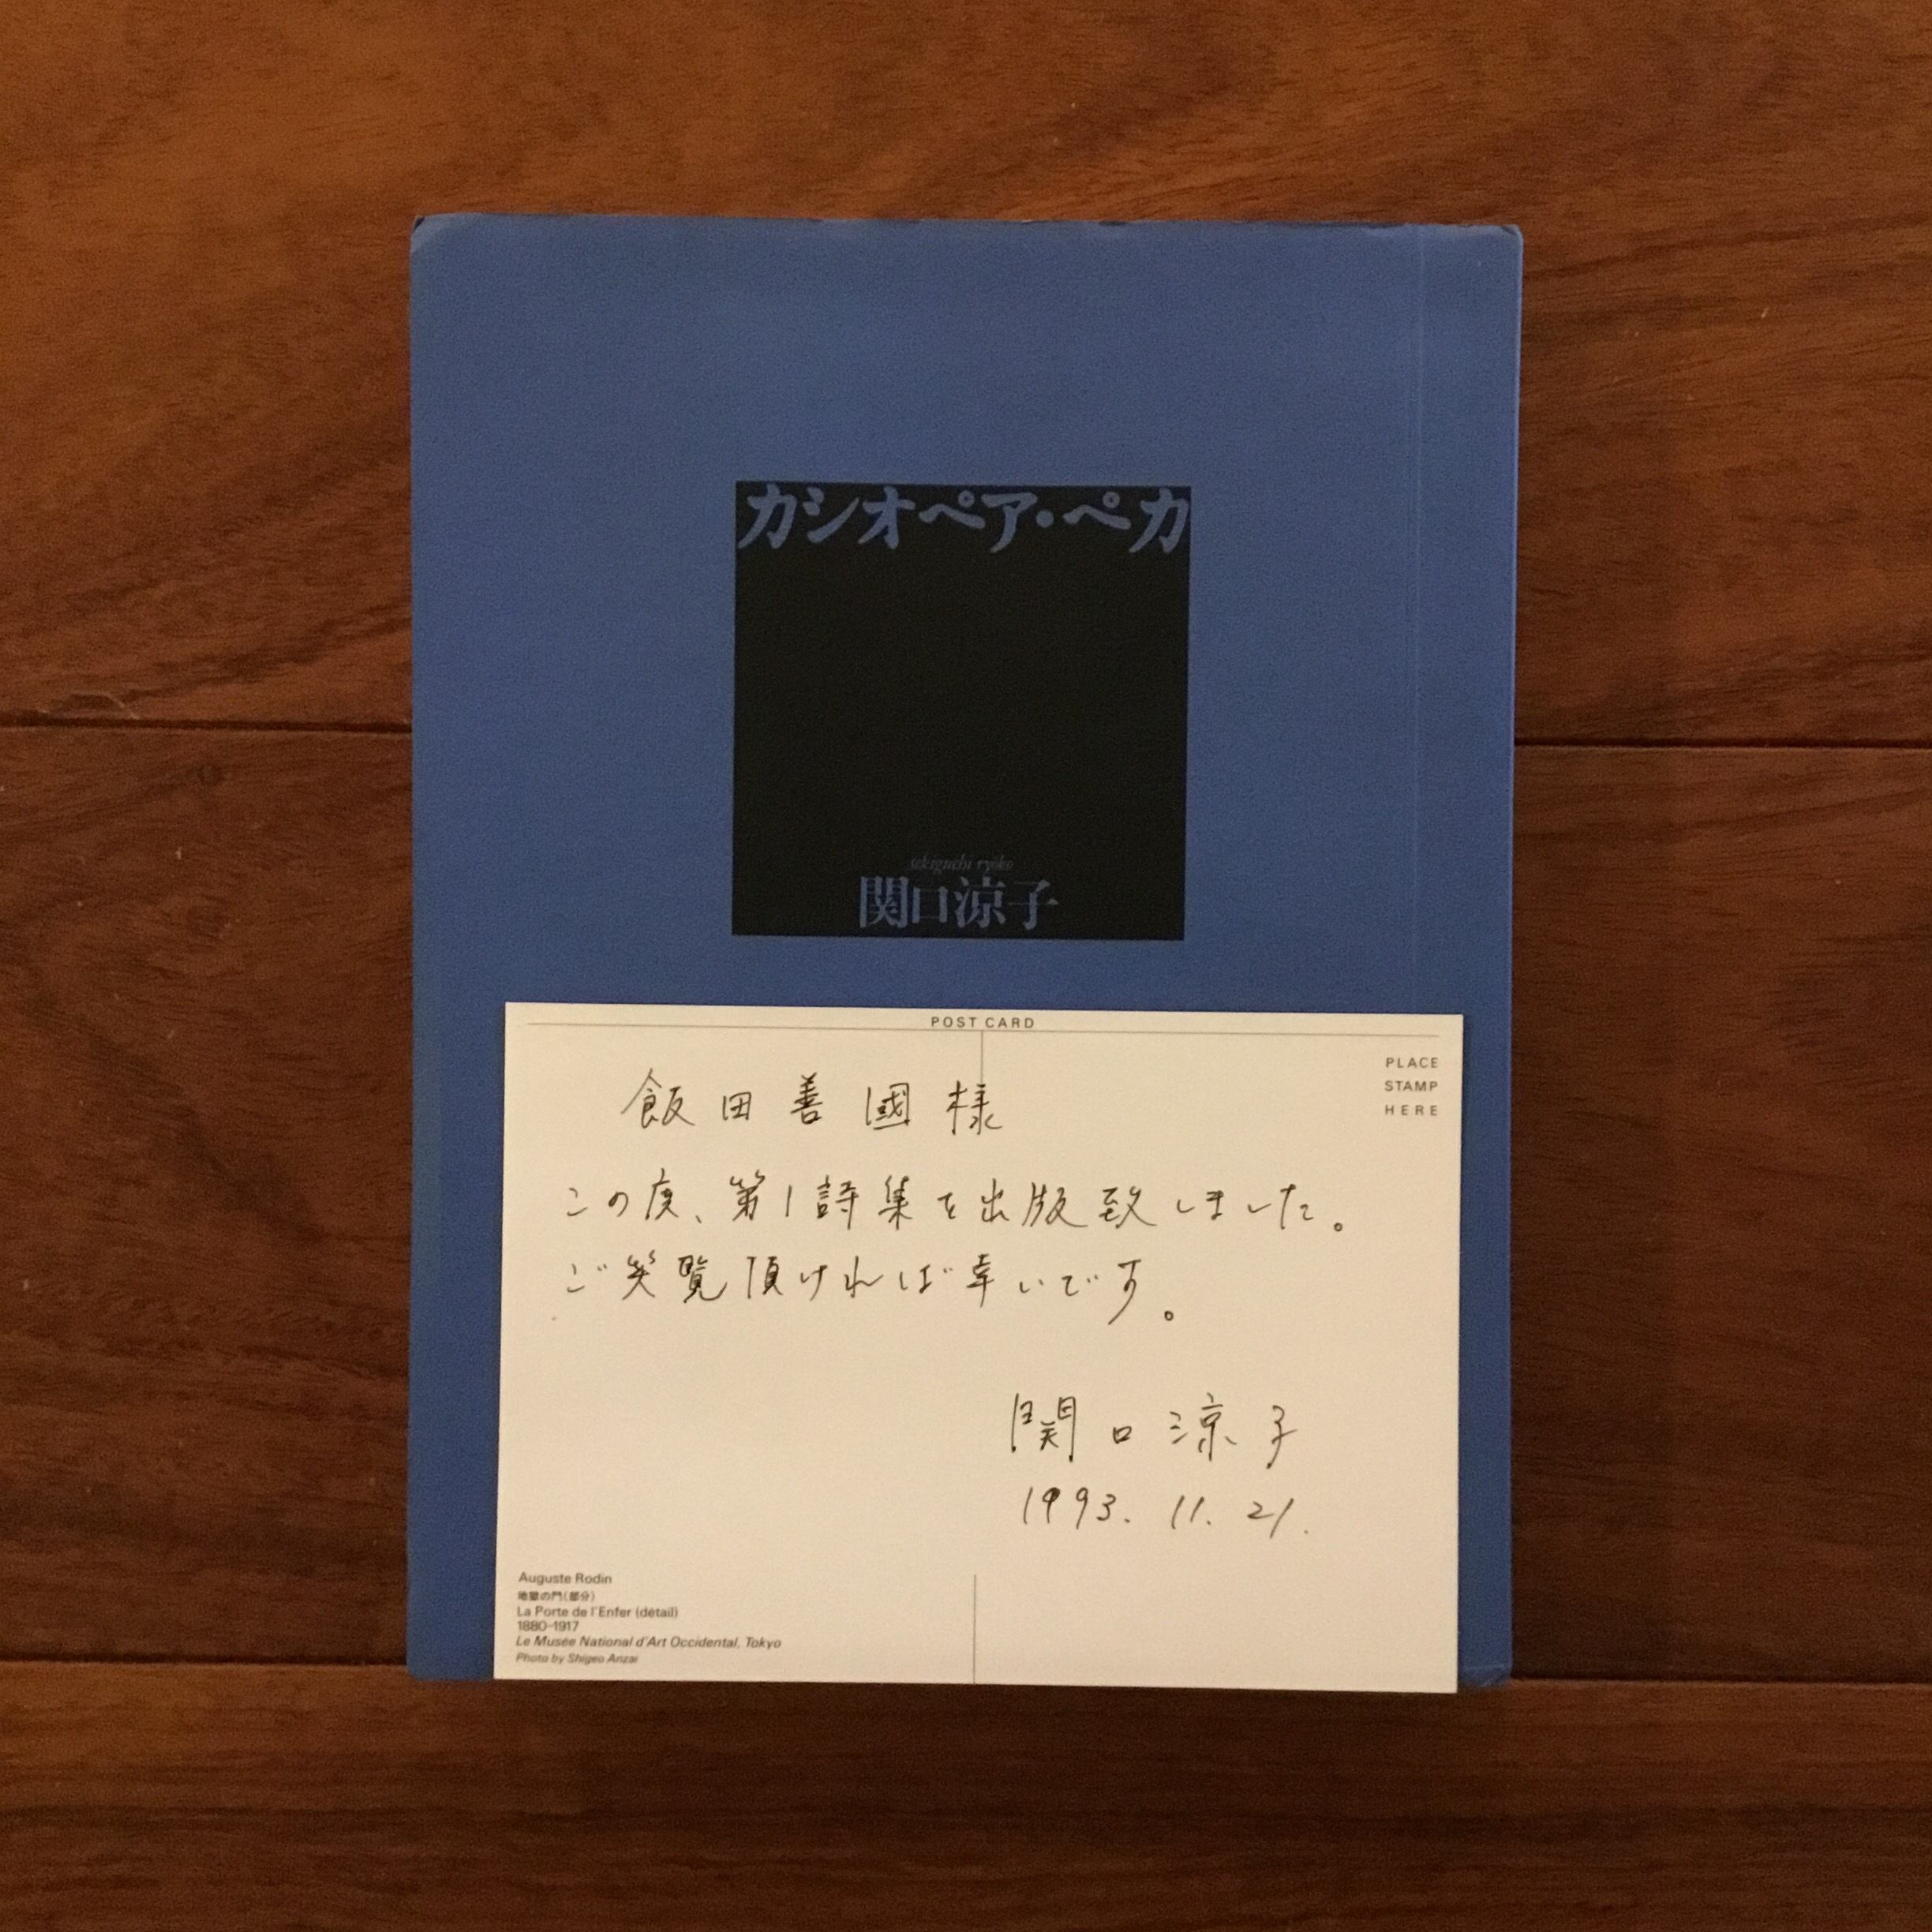 カシオペア・ペカ
sekiguchi ryōko
関口涼子
POST CARD
PLACE
STAMP
HERE
飯田善國様
この度、第1詩集を出版致しました。
ご笑覧頂ければ幸いです。
関口涼子
1993. 11. 21.
Auguste Rodin
地獄の門(部分)
La Porte de l'Enfer (détail)
1880-1917
Le Musée National d'Art Occidental, Tokyo
Photo by Shigeo Anzai